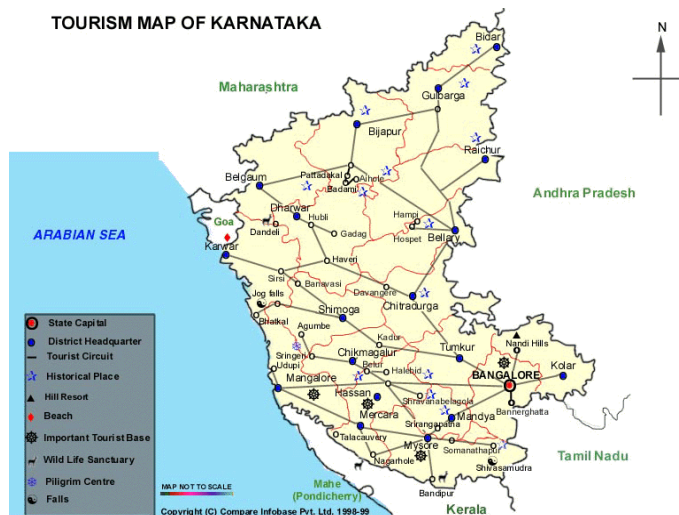 TOURISM MAP OF KARNATAKA
N
Bidar
Maharashtra
Gulbarga
Bijapur
Raichur
Pattadakal
Aihole
Belgaum
Badami
Andhra Pradesh
Dharwar
Goa
Hubli
Hampi
Dandeli
Gadag
ARABIAN SEA
Hospet
Bellary
Karwar
Haveri
Sirsi
Banavasi
Davangere
Jog falls
Chitradurga
Shimoga
Bhatkal
Agumbe
Kadur
Nandi Hills
Sringeri
Chikmagalur
Tumkur
Udupi
Belur
Halebid
BANGALORE
Kolar
Mangalore
Hassan
Shravanabelagola
Mercara
Mandya
Bannerghatta
Srirangapatna
Talacauvery
Mysore
Somanathapur
Tamil Nadu
Nagarhole
Shivasamudra
Mahe
(Pondicherry)
Bandipur
Kerala
State Capital
District Headquarter
Tourist Circuit
Historical Place
Hill Resort
Beach
Important Tourist Base
Wild Life Sanctuary
Piligrim Centre
Falls
MAP NOT TO SCALE
Copyright (C) Compare Infobase Pvt. Ltd. 1998-99